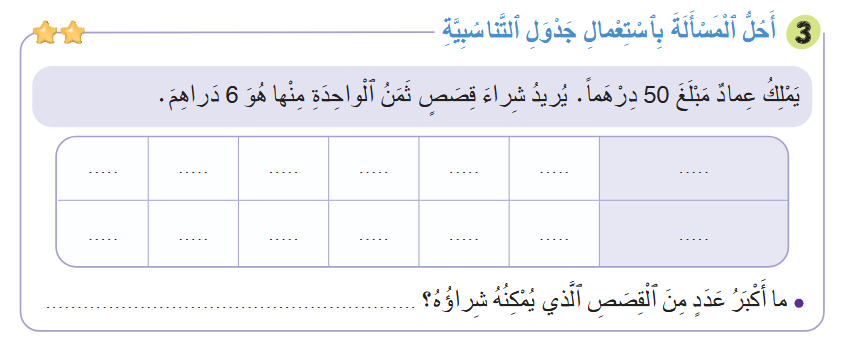 3 أَحُلُّ ٱلْمَسْأَلَةَ بِٱسْتِعْمالِ جَدْوَلِ ٱلتَّناسُبِيَّةِ
يَمْلِكُ عِمادٌ مَبْلَغَ 50 دِرْهَماً. يُريدُ شِراءَ قِصَصٍ ثَمَنُ ٱلْواحِدَةِ مِنْها هُوَ 6 دَراهِمَ.
..... ..... ..... ..... ..... ..... .....
..... ..... ..... ..... ..... ..... .....
• ما أَكْبَرُ عَدَدٍ مِنَ ٱلْقِصَصِ ٱلَّذي يُمْكِنُهُ شِراؤُهُ؟ ..............................